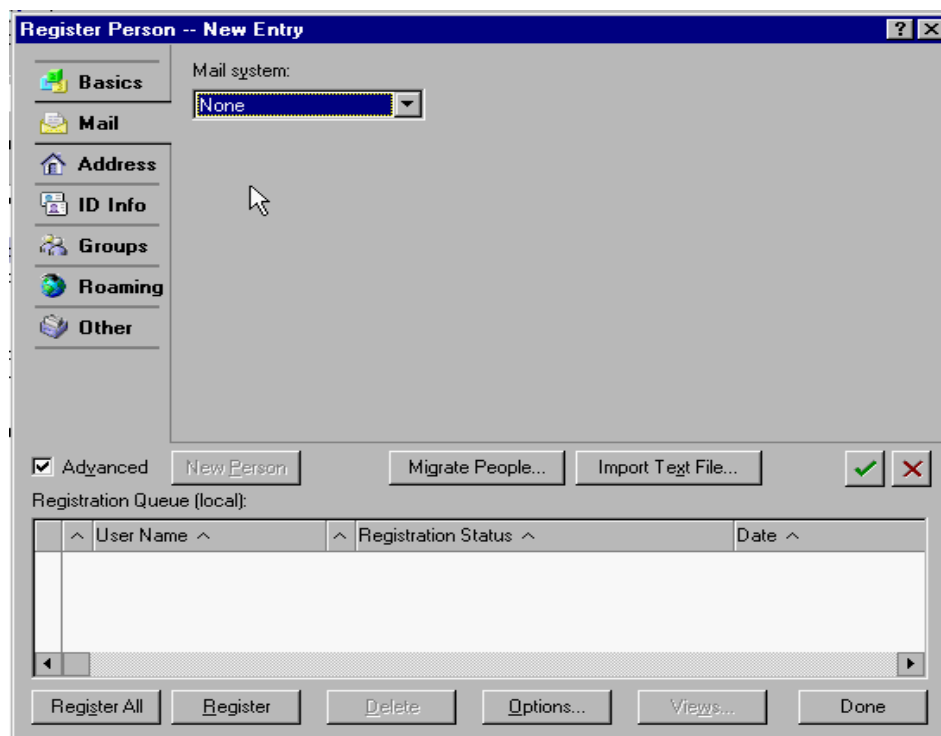 Register Person -- New Entry
Basics
Mail
Address
ID Info
Groups
Roaming
Other
Mail system:
None
Advanced
New Person
Migrate People...
Import Text File...
Registration Queue (local):
User Name
Registration Status
Date
Register All
Register
Delete
Options...
Views...
Done